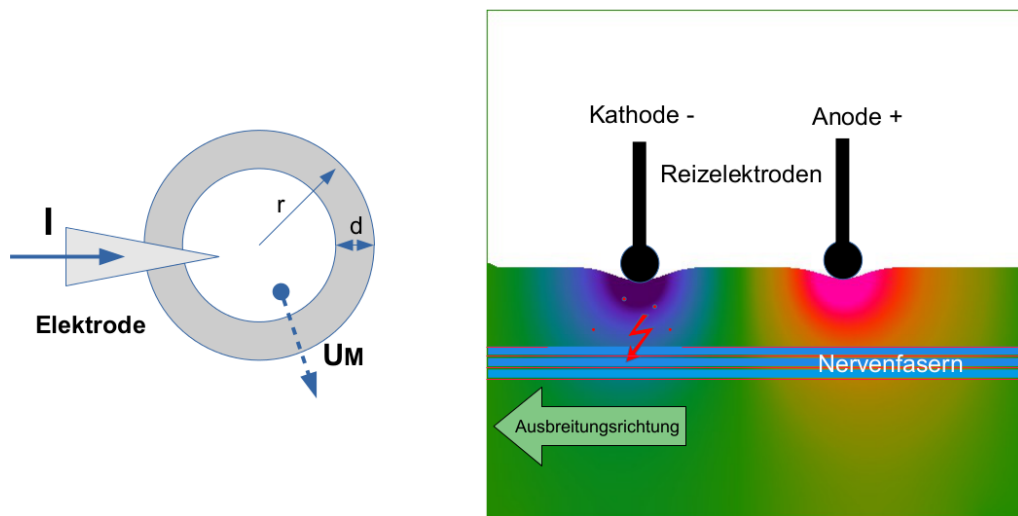 I
r
d
Elektrode
UM
Kathode -
Anode +
Reizelektroden
Nervenfasern
Ausbreitungsrichtung